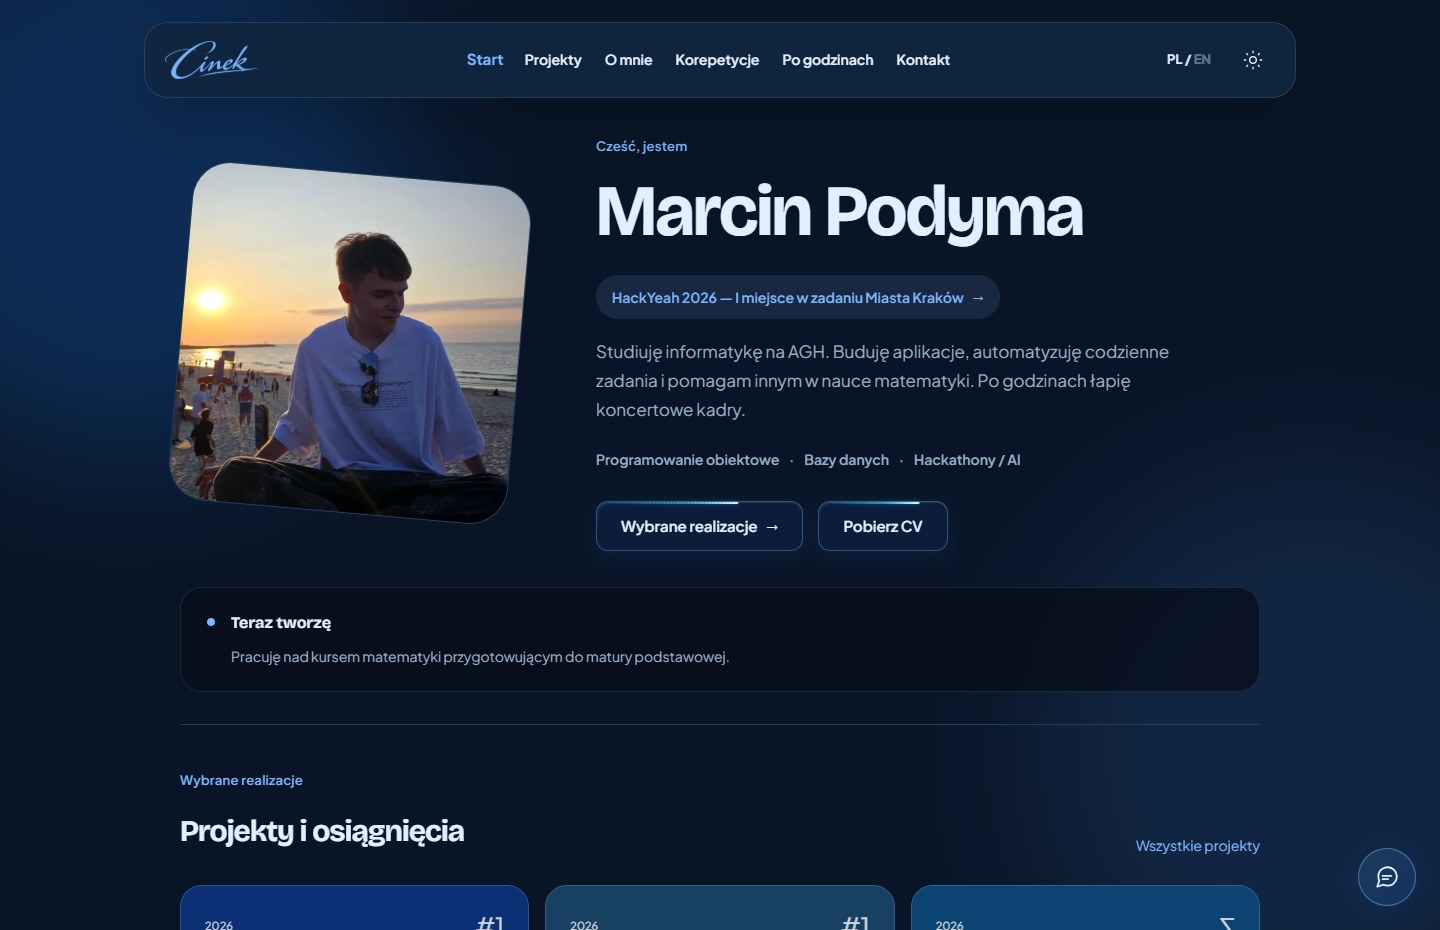 Cinek
Start Projekty O mnie Korepetycje Po godzinach Kontakt
PL / EN
Cześć, jestem
Marcin Podyma
HackYeah 2026 — I miejsce w zadaniu Miasta Kraków →
Studiuję informatykę na AGH. Buduję aplikacje, automatyzuję codzienne
zadania i pomagam innym w nauce matematyki. Po godzinach łapię
koncertowe kadry.
Programowanie obiektowe · Bazy danych · Hackathony / AI
Wybrane realizacje →
Pobierz CV
Teraz tworzę
Pracuję nad kursem matematyki przygotowującym do matury podstawowej.
Wybrane realizacje
Projekty i osiągnięcia
Wszystkie projekty
2026 #1
2026 #1
2026